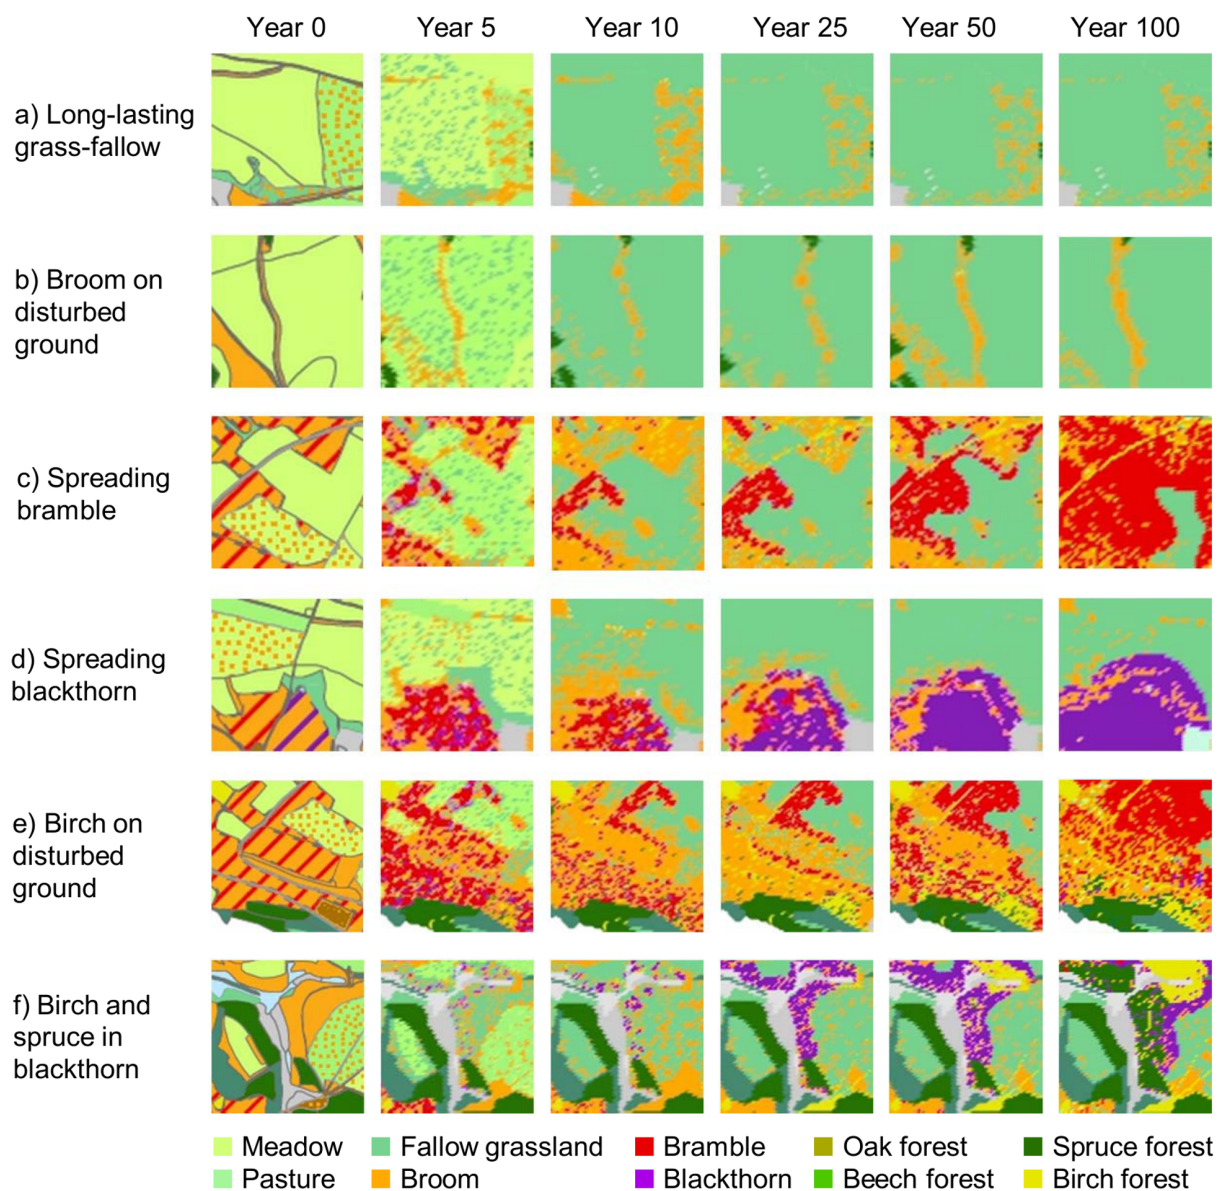 Year 0 Year 5 Year 10 Year 25 Year 50 Year 100
a) Long-lasting
grass-fallow
b) Broom on
disturbed
ground
c) Spreading
bramble
d) Spreading
blackthorn
e) Birch on
disturbed
ground
f) Birch and
spruce in
blackthorn
Meadow Fallow grassland Bramble Oak forest Spruce forest
Pasture Broom Blackthorn Beech forest Birch forest